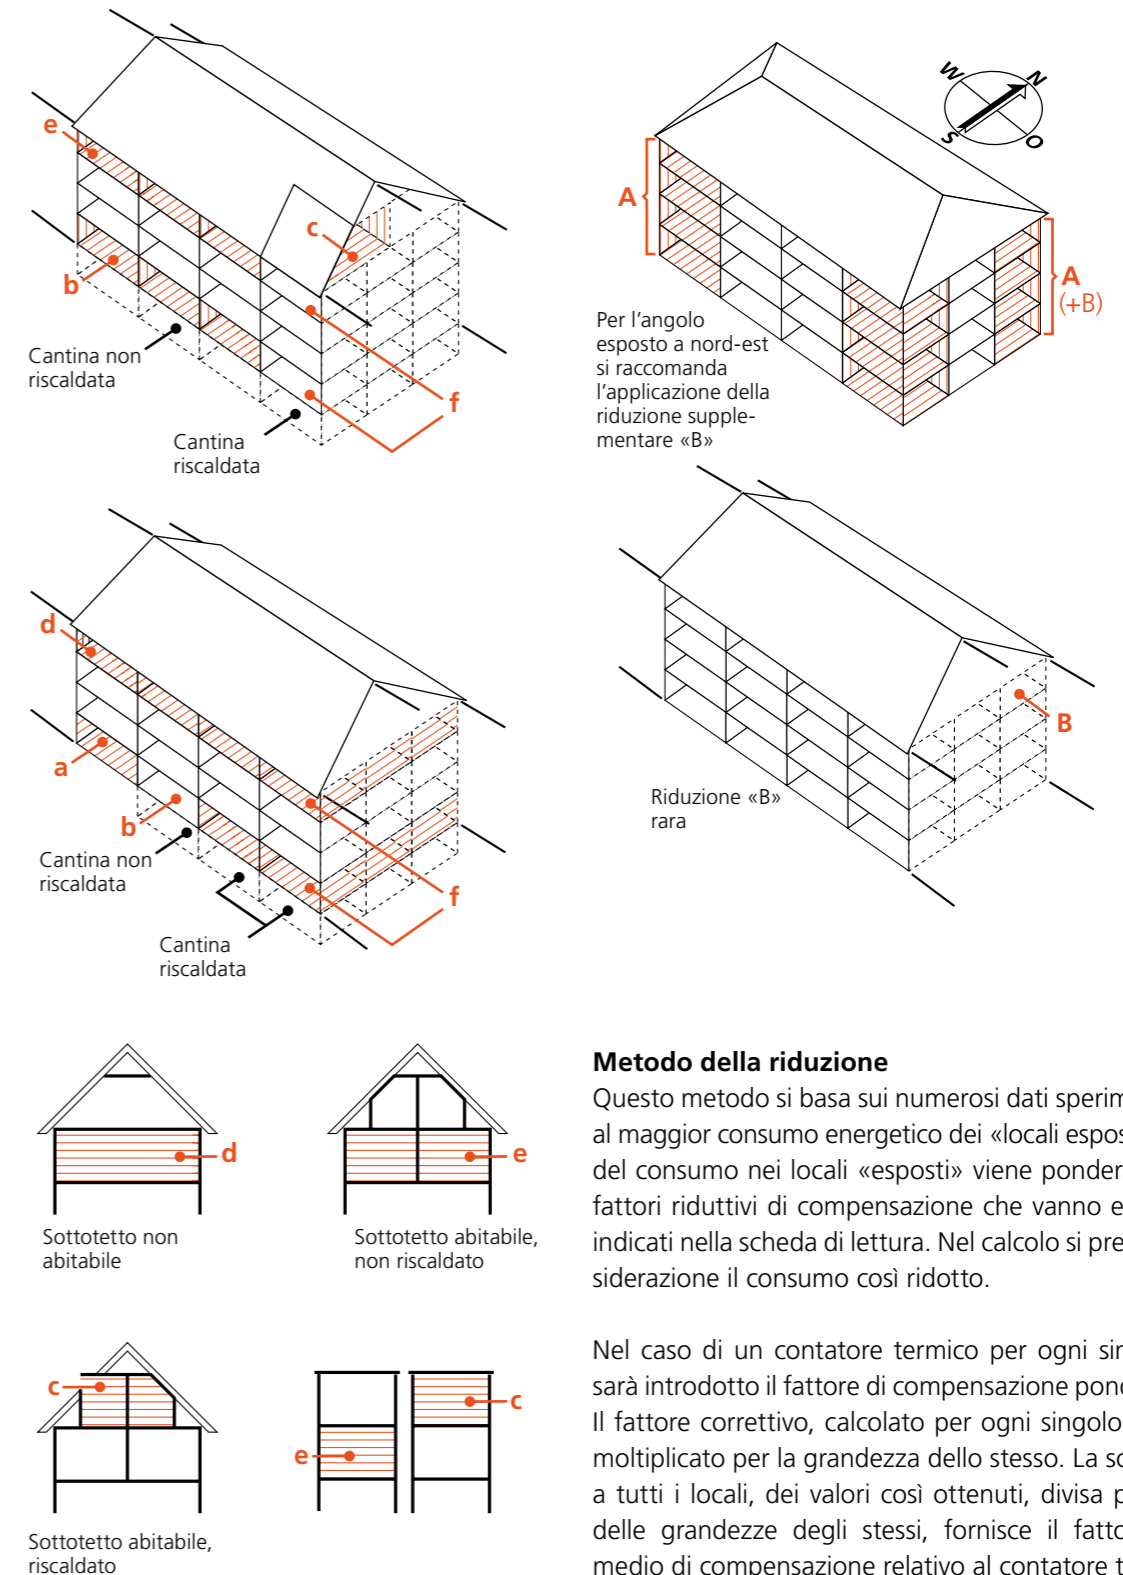 e
c
b
f
Cantina non
riscaldata
Cantina
riscaldata
W
N
S
O
A
A
(+B)
Per l’angolo
esposto a nord-est
si raccomanda
l’applicazione della
riduzione supple-
mentare «B»
d
a
b
f
Cantina non
riscaldata
Cantina
riscaldata
B
Riduzione «B»
rara
d
Sottotetto non
abitabile
e
Sottotetto abitabile,
non riscaldato
c
Sottotetto abitabile,
riscaldato
e
c
Metodo della riduzione
Questo metodo si basa sui numerosi dati sperim
al maggior consumo energetico dei «locali espos
del consumo nei locali «esposti» viene ponder
fattori riduttivi di compensazione che vanno e
indicati nella scheda di lettura. Nel calcolo si pre
siderazione il consumo così ridotto.
Nel caso di un contatore termico per ogni sin
sarà introdotto il fattore di compensazione pond
Il fattore correttivo, calcolato per ogni singolo
moltiplicato per la grandezza dello stesso. La so
a tutti i locali, dei valori così ottenuti, divisa p
delle grandezze degli stessi, fornisce il fatto
medio di compensazione relativo al contatore t